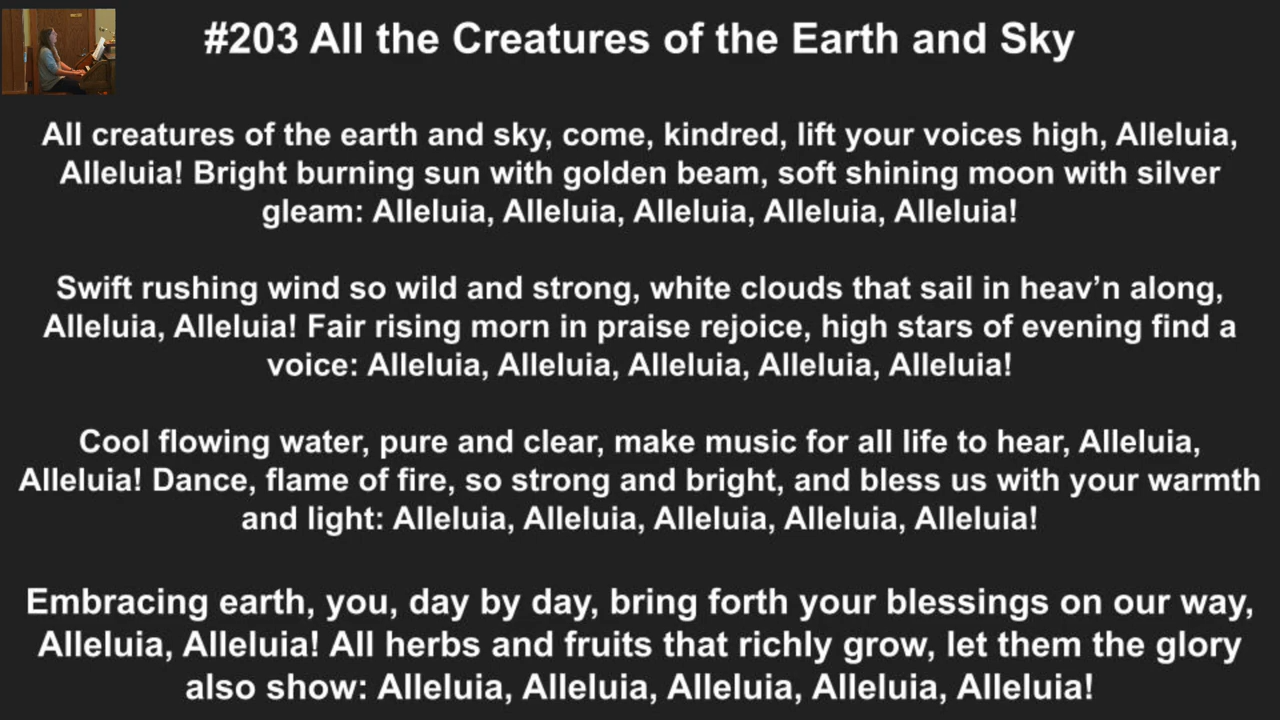 #203 All the Creatures of the Earth and Sky
All creatures of the earth and sky, come, kindred, lift your voices high, Alleluia,
Alleluia! Bright burning sun with golden beam, soft shining moon with silver
gleam: Alleluia, Alleluia, Alleluia, Alleluia, Alleluia!
Swift rushing wind so wild and strong, white clouds that sail in heav’n along,
Alleluia, Alleluia! Fair rising morn in praise rejoice, high stars of evening find a
voice: Alleluia, Alleluia, Alleluia, Alleluia, Alleluia!
Cool flowing water, pure and clear, make music for all life to hear, Alleluia,
Alleluia! Dance, flame of fire, so strong and bright, and bless us with your warmth
and light: Alleluia, Alleluia, Alleluia, Alleluia, Alleluia!
Embracing earth, you, day by day, bring forth your blessings on our way,
Alleluia, Alleluia! All herbs and fruits that richly grow, let them the glory
also show: Alleluia, Alleluia, Alleluia, Alleluia, Alleluia!